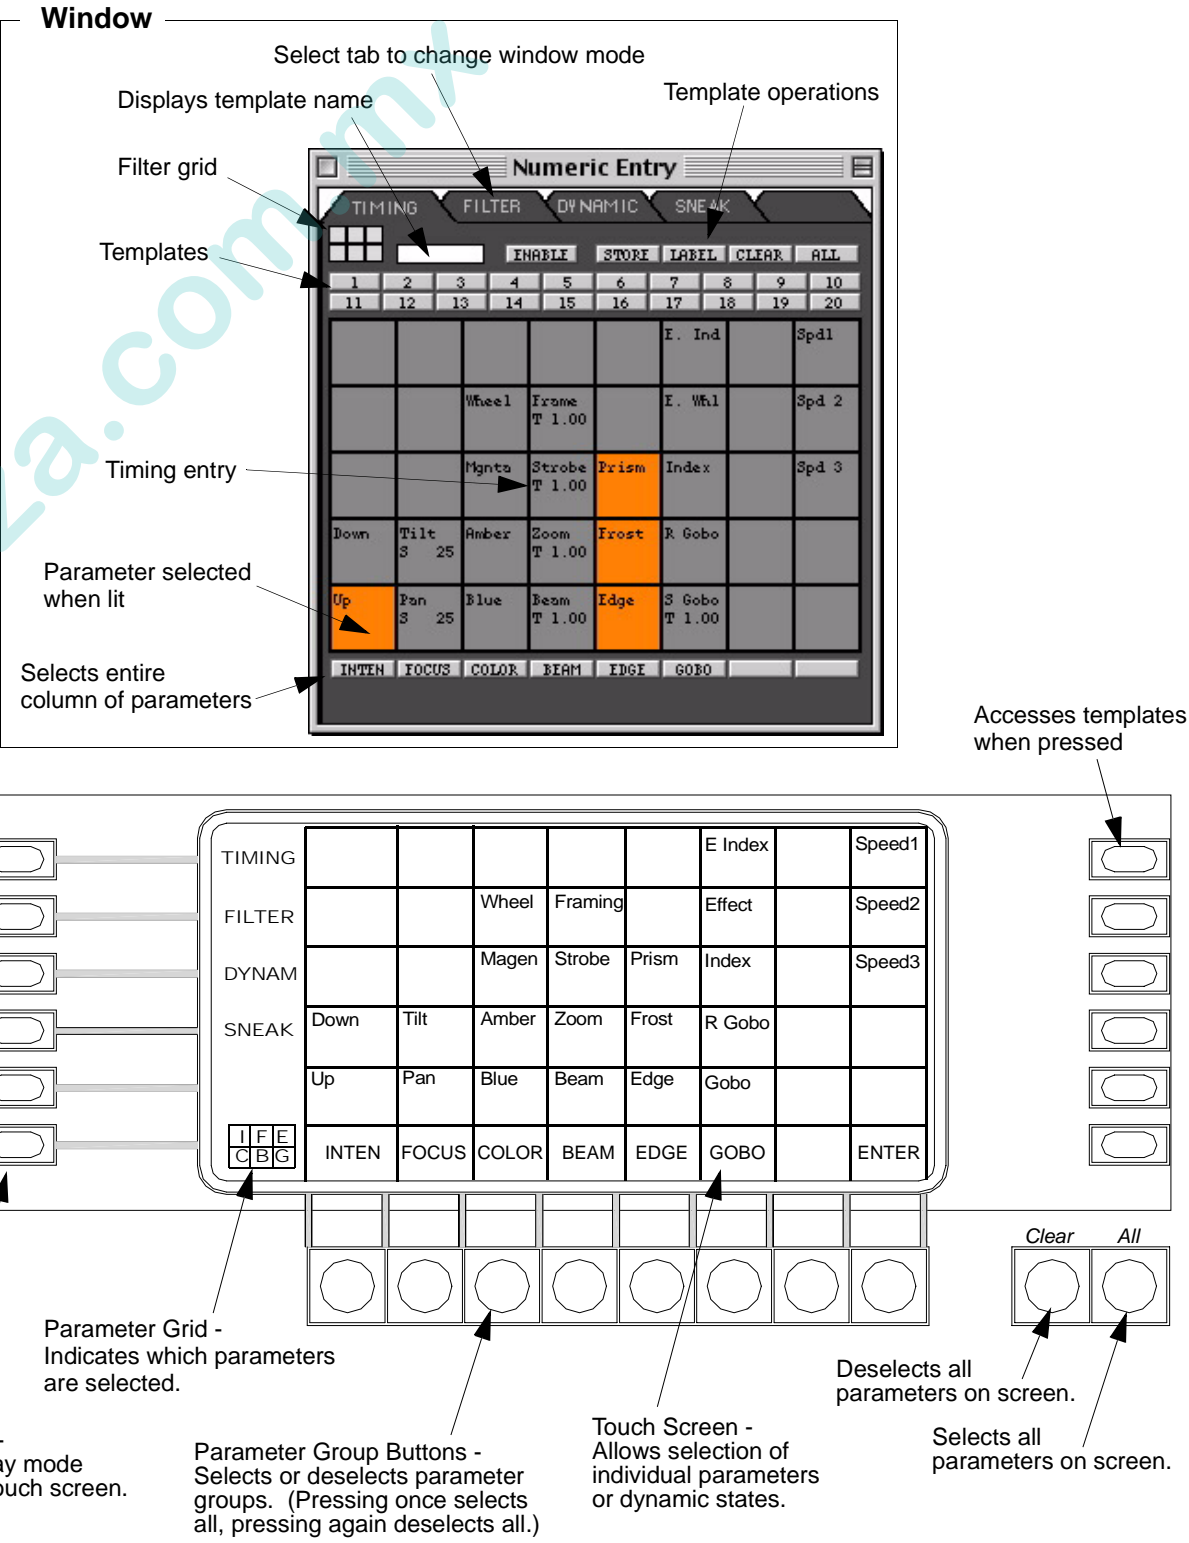 Window
Select tab to change window mode
Displays template name
Template operations
Filter grid
Templates
Numeric Entry
TIMING FILTER DYNAMIC SNEAK
ENABLE STORE LABEL CLEAR ALL
1 2 3 4 5 6 7 8 9 10
11 12 13 14 15 16 17 18 19 20
E. Ind Spd1
Wheel Frame E. Whl Spd 2
T 1.00
Timing entry
Mgnta Strobe Prism Index Spd 3
T 1.00
Down Tilt Amber Zoom Frost R Gobo
S 25 T 1.00
Parameter selected
when lit
Up Pan Blue Beam Edge S Gobo
S 25 T 1.00 T 1.00
INTEN FOCUS COLOR BEAM EDGE GOBO
Selects entire
column of parameters
Accesses templates
when pressed
TIMING E Index Speed1
FILTER Wheel Framing Effect Speed2
DYNAM Magen Strobe Prism Index Speed3
SNEAK Down Tilt Amber Zoom Frost R Gobo
Up Pan Blue Beam Edge Gobo
I F E
C B G
INTEN FOCUS COLOR BEAM EDGE GOBO ENTER
Clear All
Parameter Grid -
Indicates which parameters
are selected.
Deselects all
parameters on screen.
Selects all
parameters on screen.
-
ay mode
ouch screen.
Parameter Group Buttons -
Selects or deselects parameter
groups. (Pressing once selects
all, pressing again deselects all.)
Touch Screen -
Allows selection of
individual parameters
or dynamic states.
za.com.mx